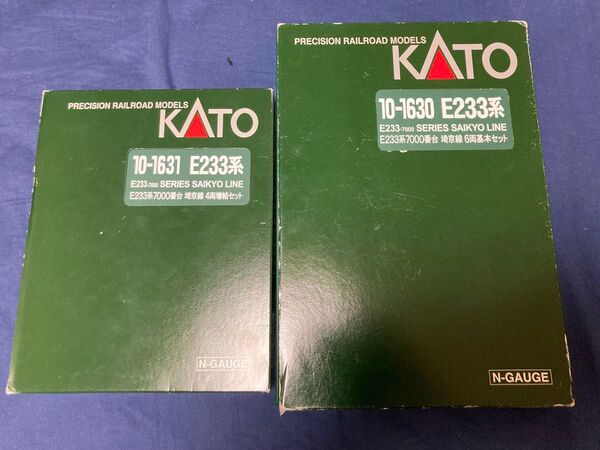 PRECISION RAILROAD MODELS
KATO
10-1631 E233系
E233-7000 SERIES SAIKYO LINE
E233系7000番台 埼京線 4両増結セット
N-GAUGE
PRECISION RAILROAD MODELS
KATO
10-1630 E233系
E233-7000 SERIES SAIKYO LINE
E233系7000番台 埼京線 6両基本セット
N-GAUGE